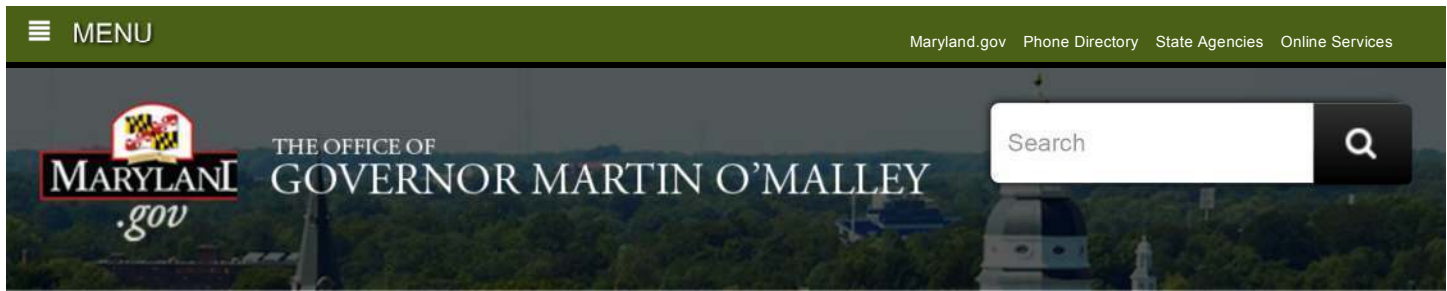 MENU
Maryland.gov Phone Directory State Agencies Online Services
Search
MARYLAND
.gov
THE OFFICE OF
GOVERNOR MARTIN O’MALLEY